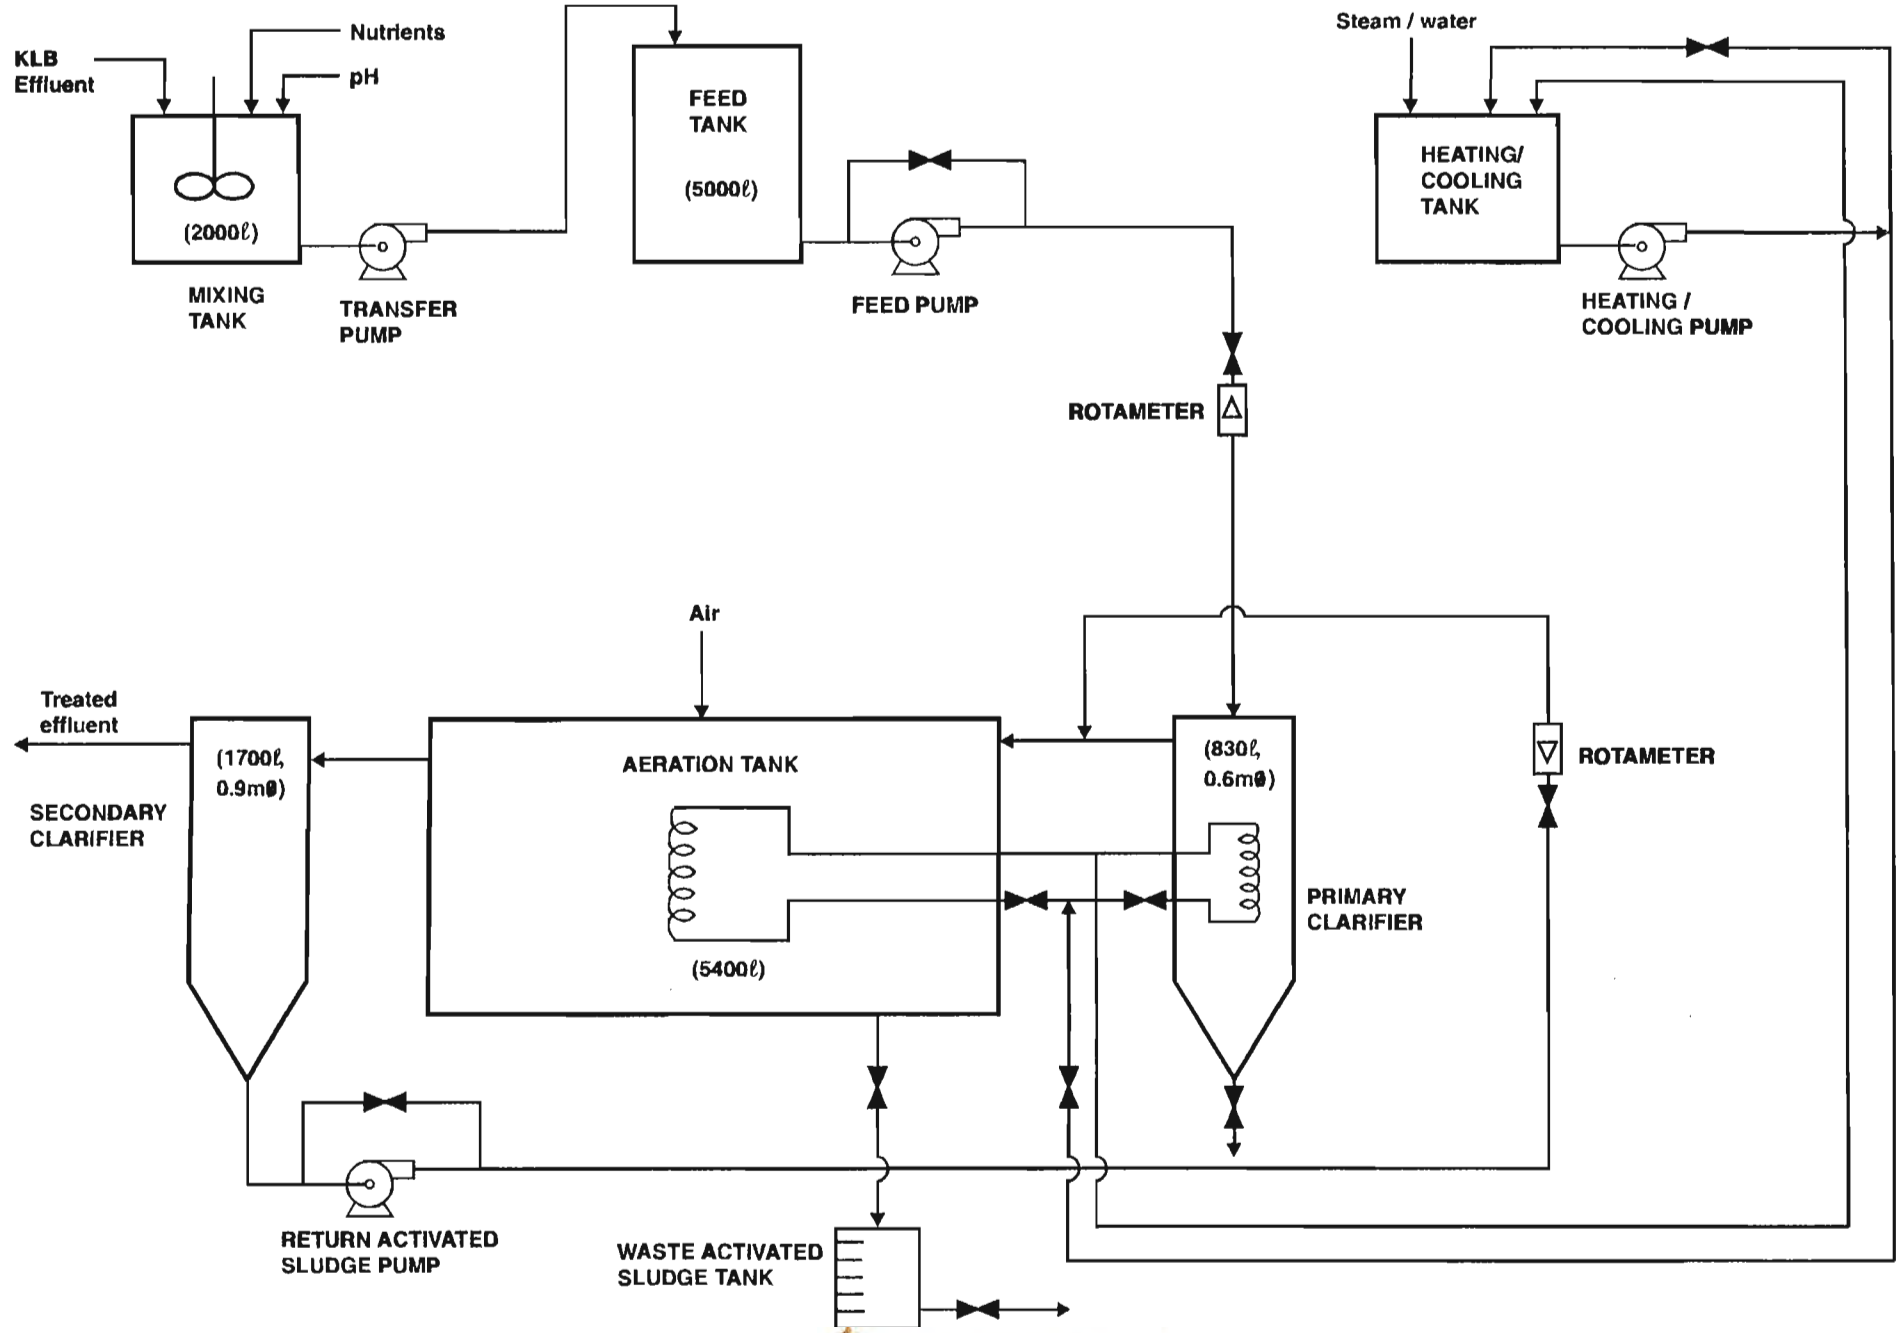 Steam / water
Nutrients
KLB
Effluent
pH
FEED
TANK
(5000ℓ)
HEATING/
COOLING
TANK
(2000ℓ)
MIXING
TANK
TRANSFER
PUMP
FEED PUMP
HEATING /
COOLING PUMP
ROTAMETER
Air
Treated
effluent
(1700ℓ,
0.9mø)
AERATION TANK
(830ℓ,
0.6mø)
ROTAMETER
SECONDARY
CLARIFIER
PRIMARY
CLARIFIER
(5400ℓ)
RETURN ACTIVATED
SLUDGE PUMP
WASTE ACTIVATED
SLUDGE TANK